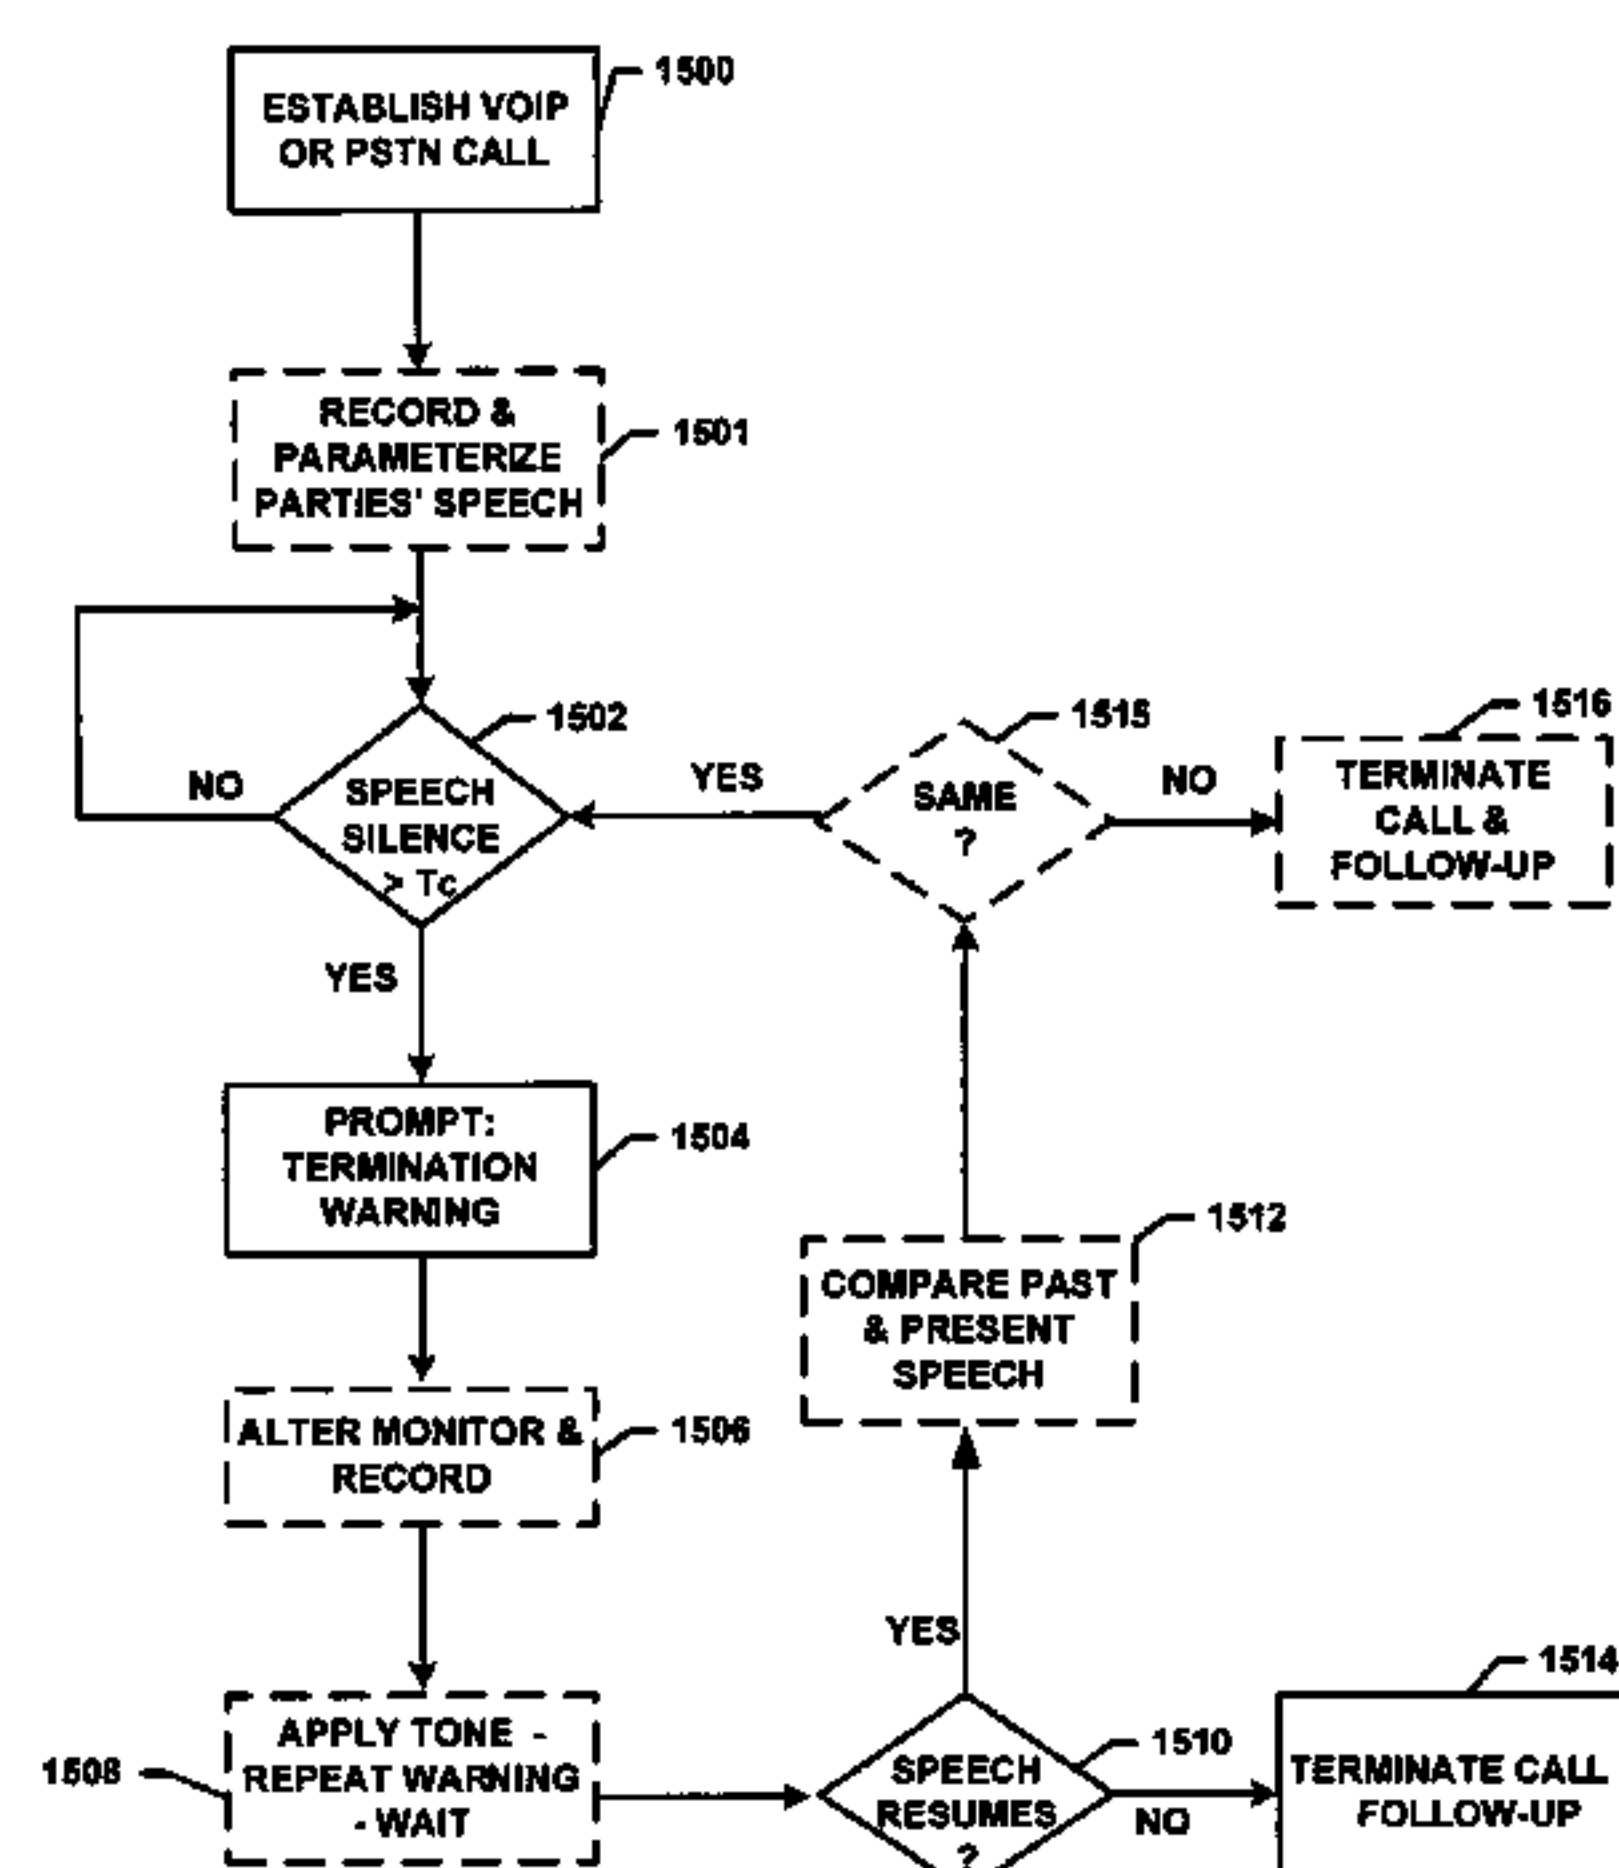 ESTABLISH VOIP
OR PSTN CALL
1500
RECORD &
PARAMETERIZE
PARTIES' SPEECH
1501
NO
SPEECH
SILENCE
> Tc
1502
YES
SAME
?
1515
NO
TERMINATE
CALL &
FOLLOW-UP
1516
YES
PROMPT:
TERMINATION
WARNING
1504
COMPARE PAST
& PRESENT
SPEECH
1512
ALTER MONITOR &
RECORD
1506
YES
1508
APPLY TONE -
REPEAT WARNING
- WAIT
SPEECH
RESUMES
?
1510
NO
TERMINATE CALL
FOLLOW-UP
1514